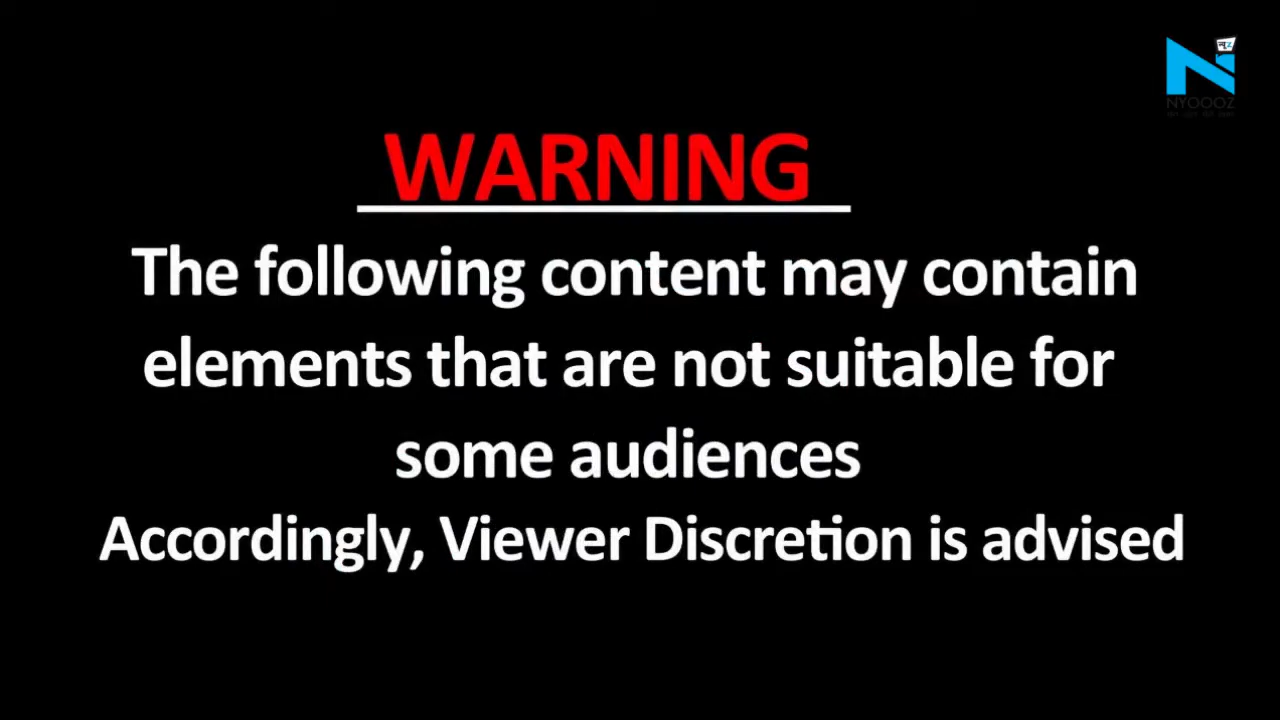 NYOOOZ
WARNING
The following content may contain
elements that are not suitable for
some audiences
Accordingly, Viewer Discretion is advised